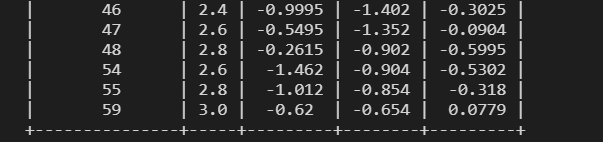 |       46      | 2.4 | -0.9995 | -1.402 | -0.3025 |
|       47      | 2.6 | -0.5495 | -1.352 | -0.0904 |
|       48      | 2.8 | -0.2615 | -0.902 | -0.5995 |
|       54      | 2.6 |  -1.462 | -0.904 | -0.5302 |
|       55      | 2.8 |  -1.012 | -0.854 |  -0.318 |
|       59      | 3.0 |  -0.62  | -0.654 |  0.0779 |
+---------------+-----+---------+--------+---------+